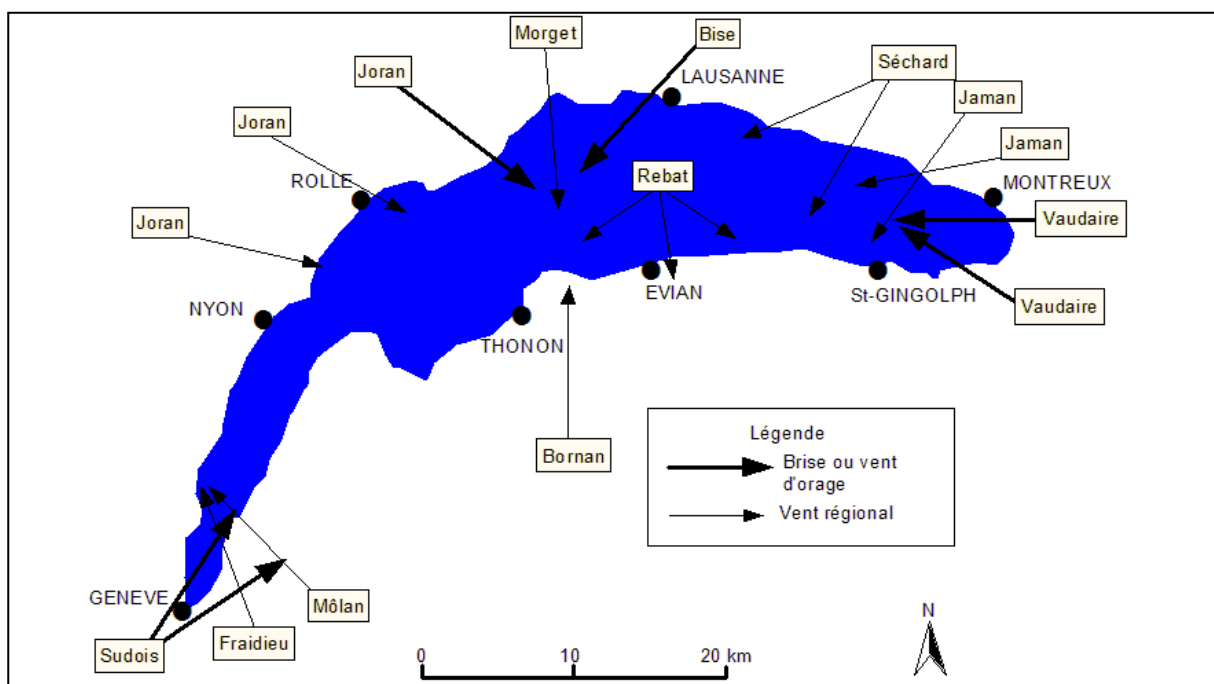 Morget
Bise
Joran
LAUSANNE
Séchard
Jaman
Joran
Jaman
ROLLE
Rebat
MONTREUX
Joran
Vaudaire
NYON
EVIAN
St-GINGOLPH
Vaudaire
THONON
Bornan
Légende
Brise ou vent
d'orage
Vent régional
GENEVE
Môlan
Fraidieu
Sudois
N
0
10
20 km